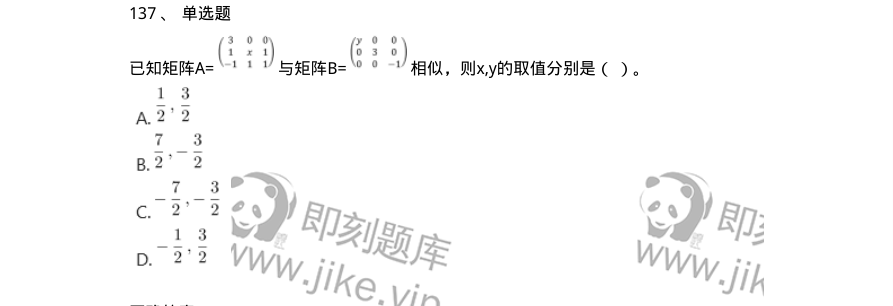 137 、 单选题
已知矩阵A=(3 0 0; 1 x 1; -1 1 1) 与矩阵B=(y 0 0; 0 3 0; 0 0 -1) 相似，则x,y的取值分别是（ ）。
A. 1/2, 3/2
B. 7/2, -3/2
C. -7/2, -3/2
D. -1/2, 3/2
即刻题库
www.jike.vip
即
www.jik